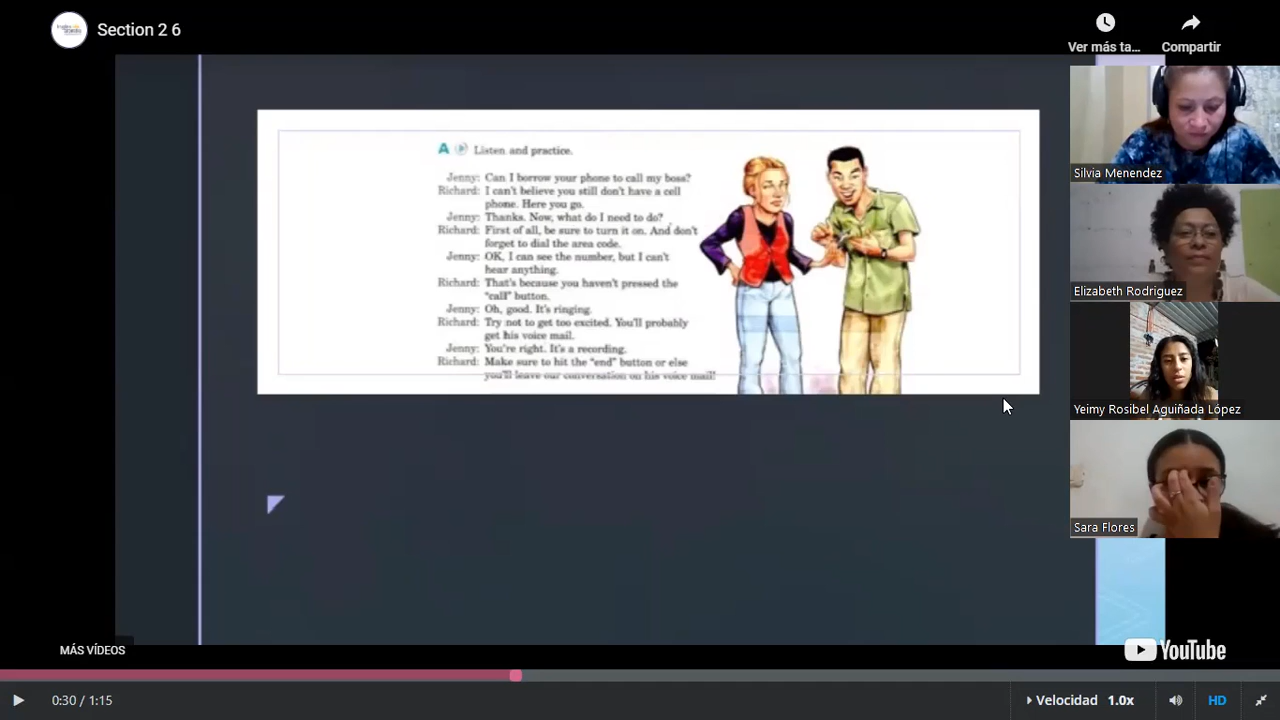 Section 2 6
Ver más ta...
Compartir
A Listen and practice.
Jenny: Can I borrow your phone to call my boss?
Richard: I can't believe you still don't have a cell
phone. Here you go.
Jenny: Thanks. Now, what do I need to do?
Richard: First of all, be sure to turn it on. And don't
forget to dial the area code.
Jenny: OK, I can see the number, but I can't
hear anything.
Richard: That's because you haven't pressed the
"call" button.
Jenny: Oh, good. It's ringing.
Richard: Try not to get too excited. You'll probably
get his voice mail.
Jenny: You're right. It's a recording.
Richard: Make sure to hit the "end" button or else
you'll leave our conversation on his voice mail!
Silvia Menendez
Elizabeth Rodriguez
Yeimy Rosibel Aguiñada López
Sara Flores
MÁS VÍDEOS
YouTube
0:30 / 1:15
Velocidad 1.0x
HD